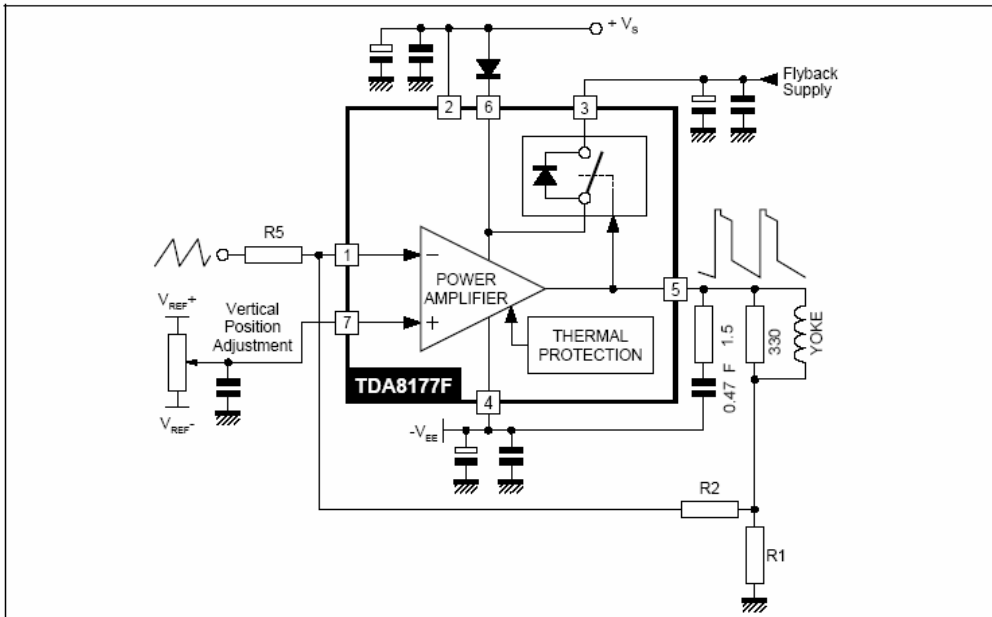 + Vs
Flyback
Supply
2
6
3
R5
1
−
POWER
AMPLIFIER
5
VREF+
Vertical
Position
Adjustment
7
+
THERMAL
PROTECTION
TDA8177F
4
-VEE
VREF-
0.47 F
1.5
330
YOKE
R2
R1